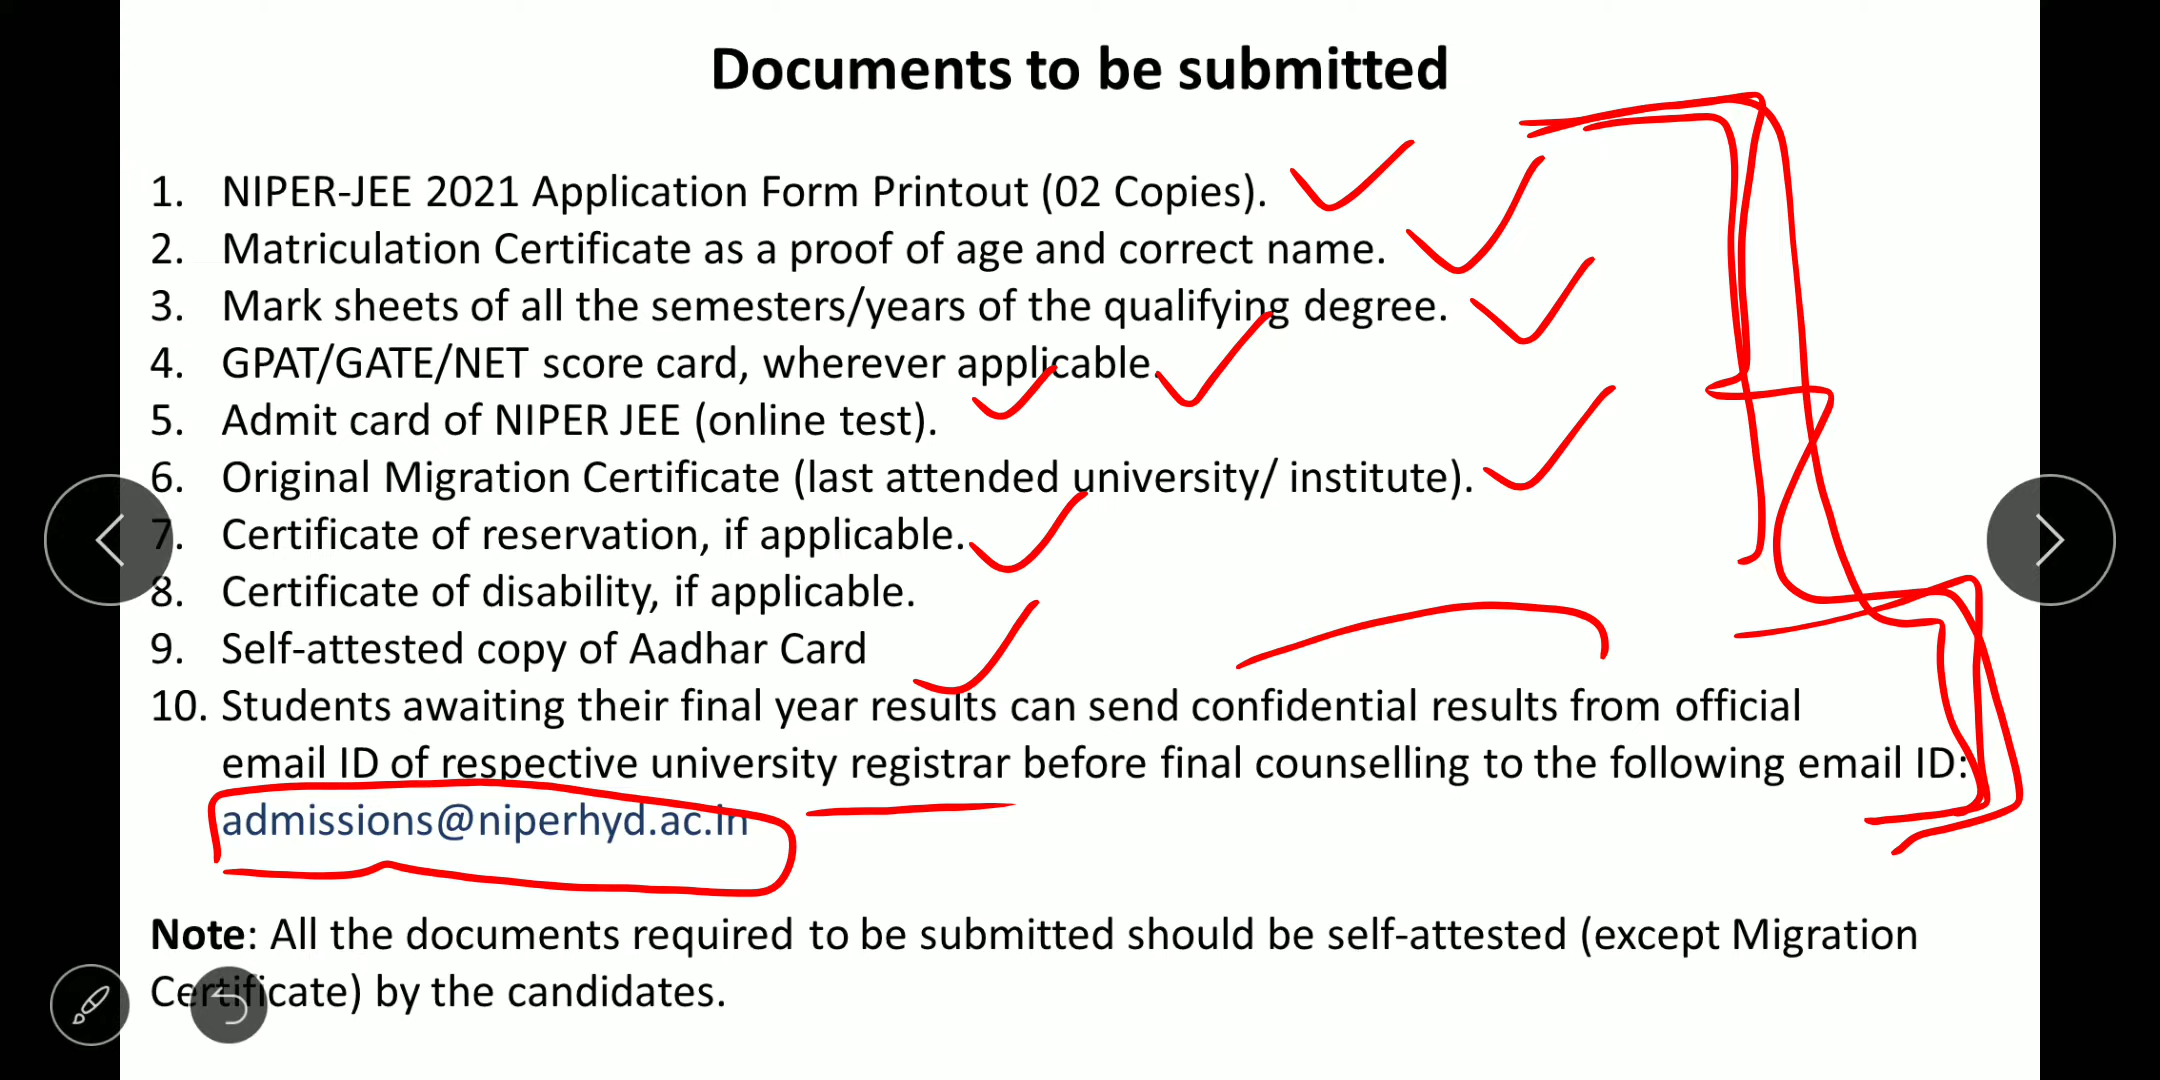 Documents to be submitted
1. NIPER-JEE 2021 Application Form Printout (02 Copies).
2. Matriculation Certificate as a proof of age and correct name.
3. Mark sheets of all the semesters/years of the qualifying degree.
4. GPAT/GATE/NET score card, wherever applicable.
5. Admit card of NIPER JEE (online test).
6. Original Migration Certificate (last attended university/ institute).
7. Certificate of reservation, if applicable.
8. Certificate of disability, if applicable.
9. Self-attested copy of Aadhar Card
10. Students awaiting their final year results can send confidential results from official
email ID of respective university registrar before final counselling to the following email ID:
admissions@niperhyd.ac.in
Note: All the documents required to be submitted should be self-attested (except Migration
Certificate) by the candidates.